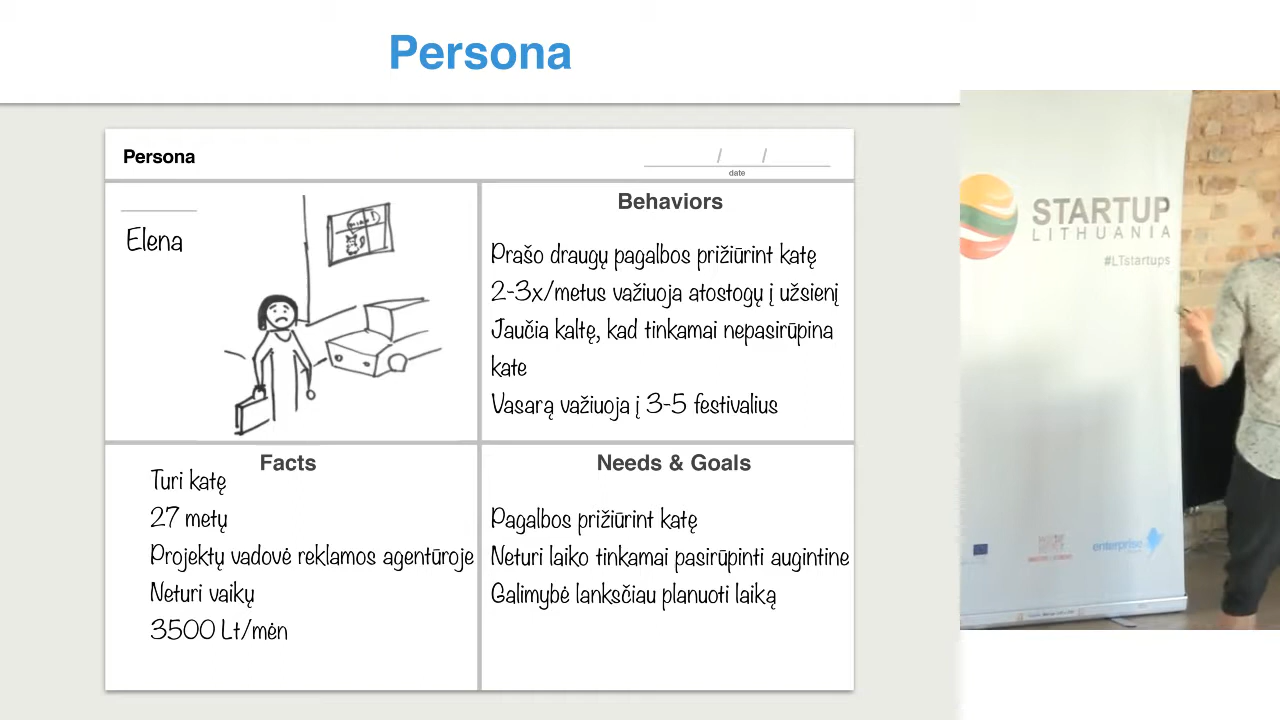 Persona
Persona
/ /
date
Elena
miau!
Behaviors
Prašo draugų pagalbos prižiūrint katę
2-3x/metus važiuoja atostogų į užsienį
Jaučia kaltę, kad tinkamai nepasirūpina
kate
Vasarą važiuoja į 3-5 festivalius
Facts
Turi katę
27 metų
Projektų vadovė reklamos agentūroje
Neturi vaikų
3500 Lt/mėn
Needs & Goals
Pagalbos prižiūrint katę
Neturi laiko tinkamai pasirūpinti augintine
Galimybė lanksčiau planuoti laiką
STARTUP
LITHUANIA
#LTstartups
enterprise